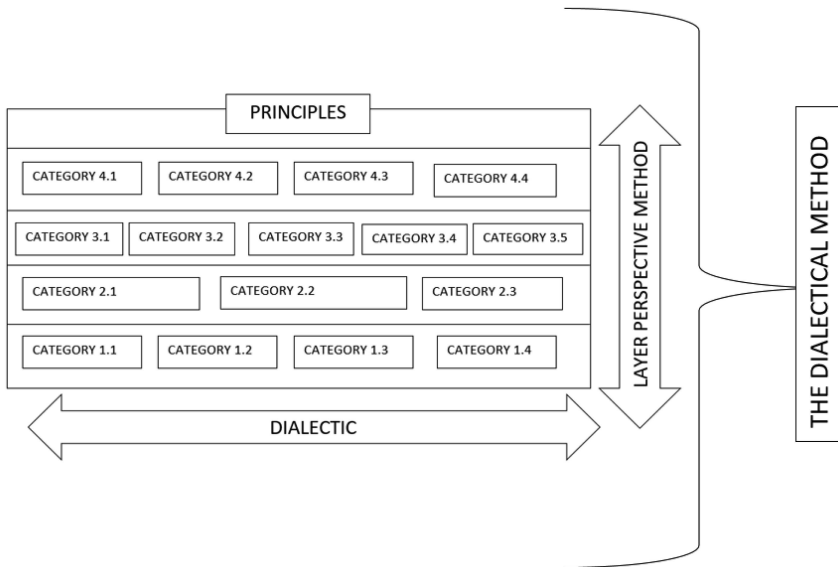 PRINCIPLES
CATEGORY 4.1
CATEGORY 4.2
CATEGORY 4.3
CATEGORY 4.4
CATEGORY 3.1
CATEGORY 3.2
CATEGORY 3.3
CATEGORY 3.4
CATEGORY 3.5
CATEGORY 2.1
CATEGORY 2.2
CATEGORY 2.3
CATEGORY 1.1
CATEGORY 1.2
CATEGORY 1.3
CATEGORY 1.4
DIALECTIC
LAYER PERSPECTIVE METHOD
THE DIALECTICAL METHOD